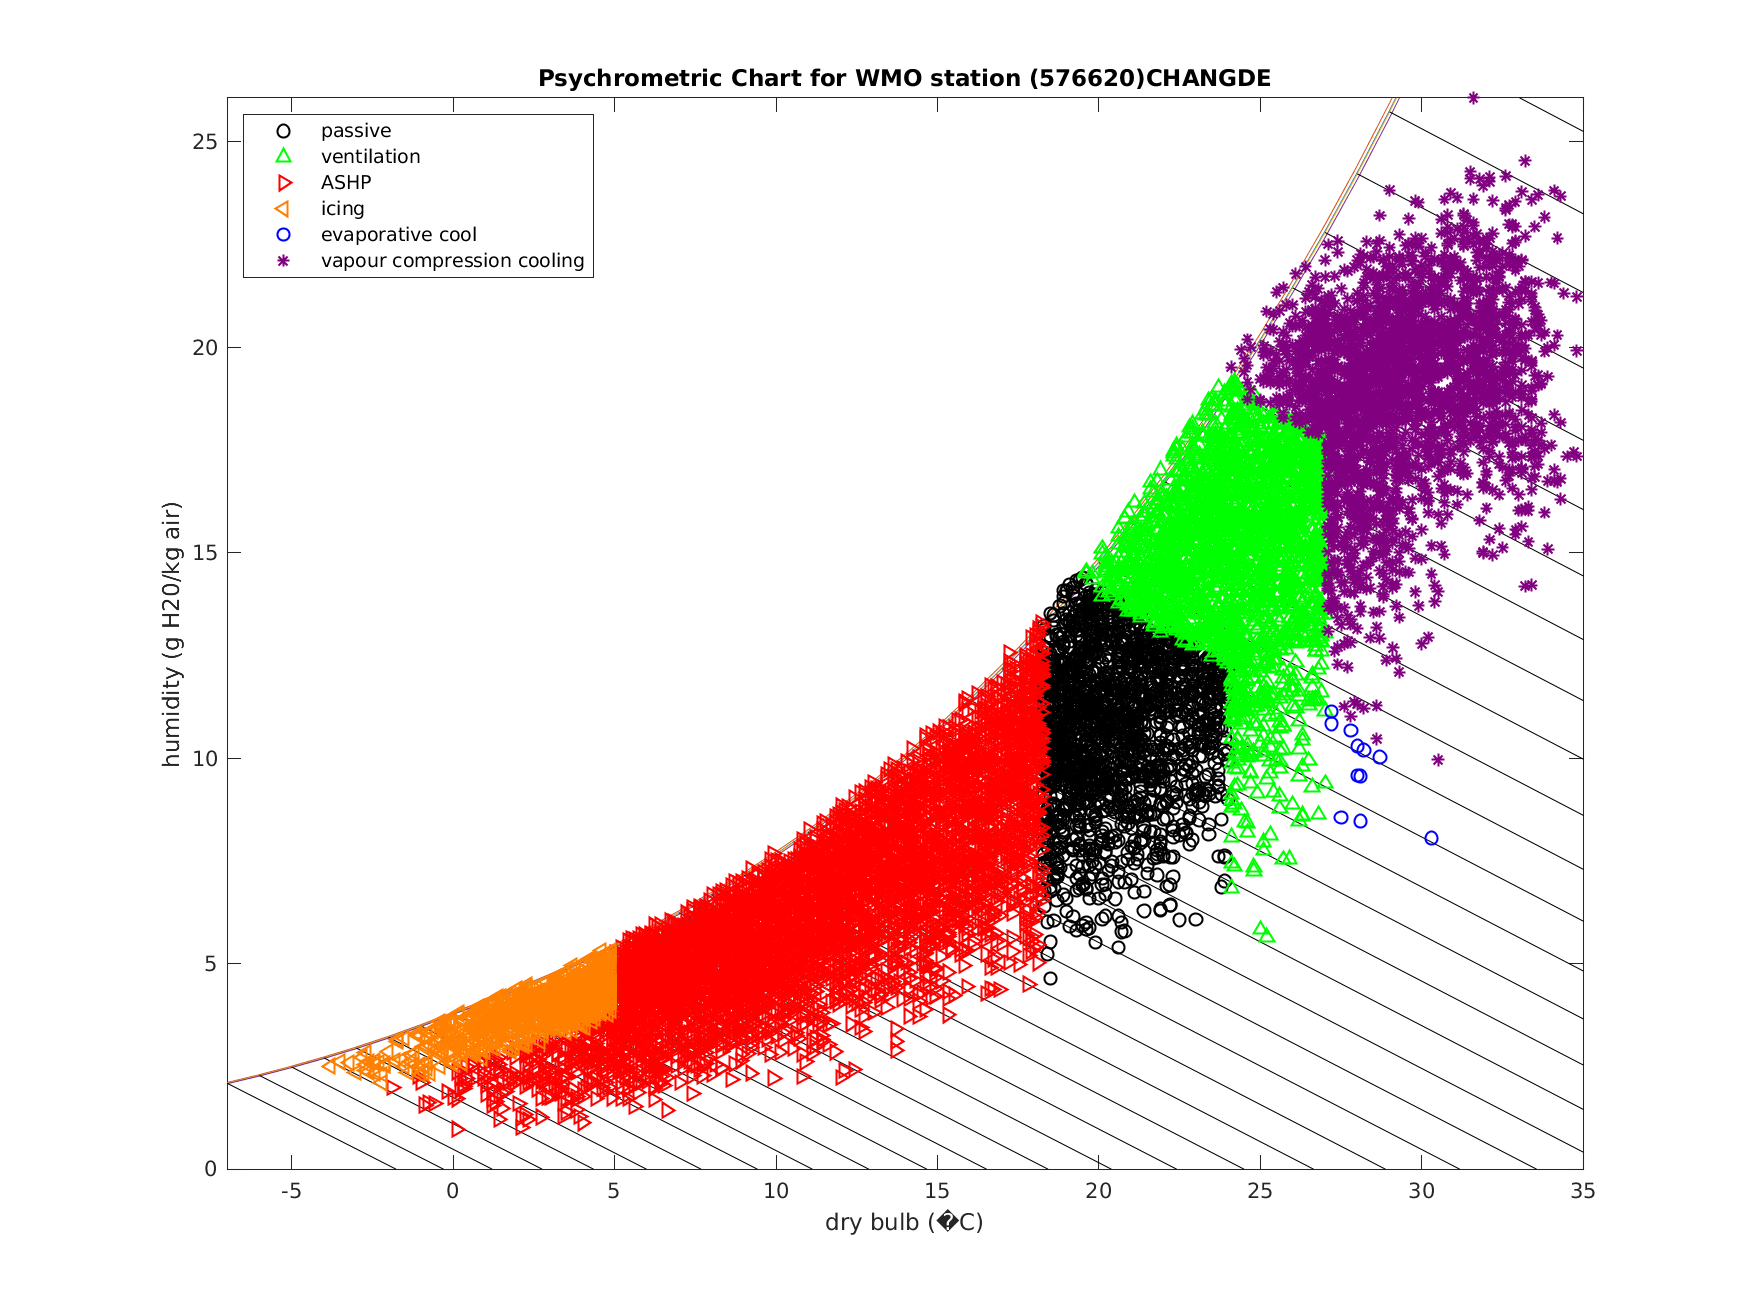 Psychrometric Chart for WMO station (576620)CHANGDE
passive
ventilation
ASHP
icing
evaporative cool
vapour compression cooling
humidity (g H20/kg air)
25
20
15
10
5
0
-5 0 5 10 15 20 25 30 35
dry bulb (�C)